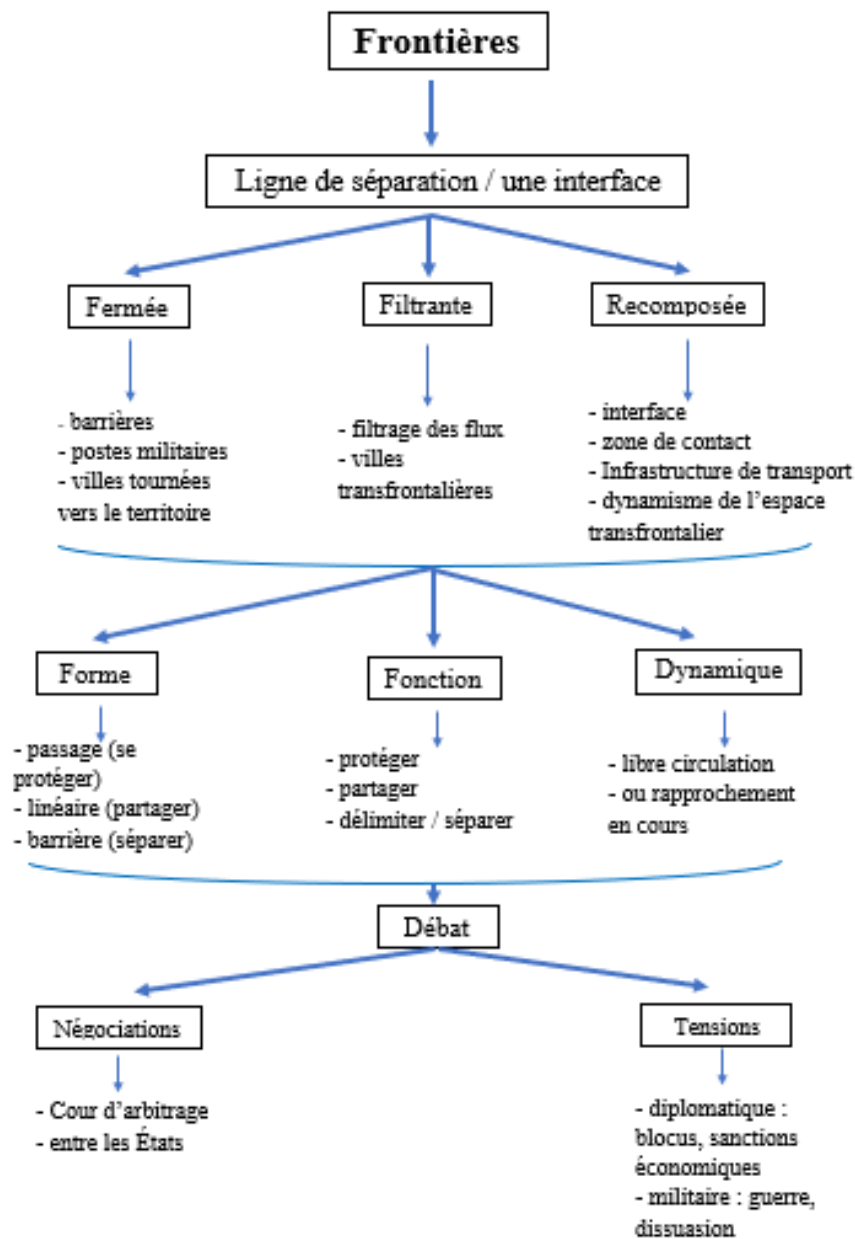 Frontières
Ligne de séparation / une interface
Fermée
- barrières
- postes militaires
- villes tournées
vers le territoire
Filtrante
- filtrage des flux
- villes
transfrontalières
Recomposée
- interface
- zone de contact
- Infrastructure de transport
- dynamisme de l’espace
transfrontalier
Forme
- passage (se
protéger)
- linéaire (partager)
- barrière (séparer)
Fonction
- protéger
- partager
- délimiter / séparer
Dynamique
- libre circulation
- ou rapprochement
en cours
Débat
Négociations
- Cour d’arbitrage
- entre les États
Tensions
- diplomatique :
blocus, sanctions
économiques
- militaire : guerre,
dissuasion